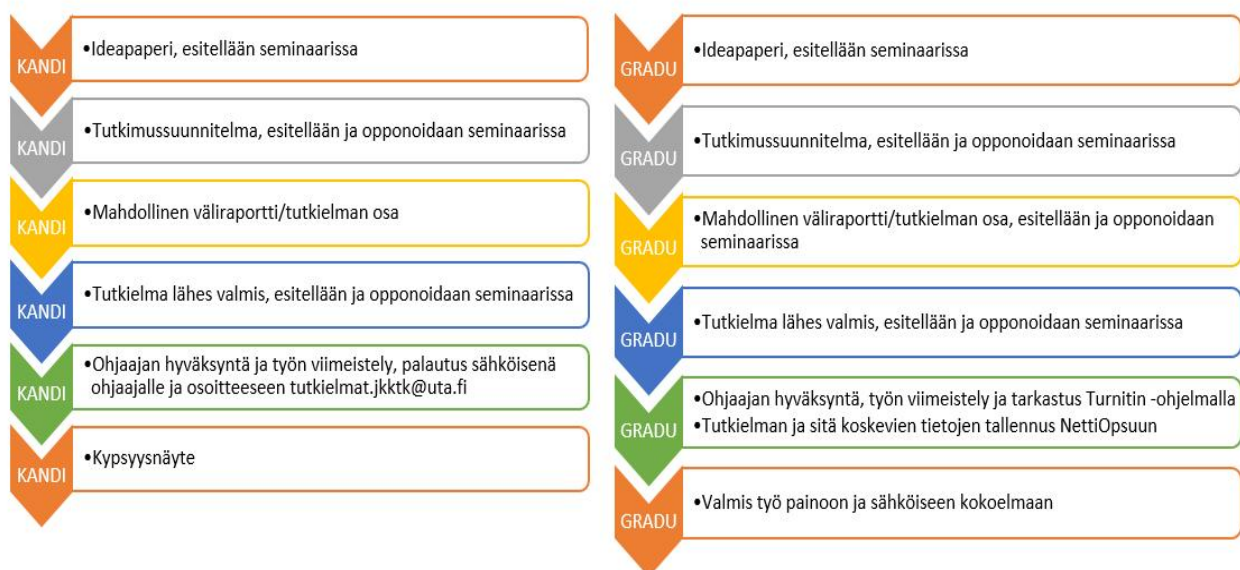 KANDI
•Ideapaperi, esitellään seminaarissa
KANDI
•Tutkimussuunnitelma, esitellään ja opponoidaan seminaarissa
KANDI
•Mahdollinen väliraportti/tutkielman osa
KANDI
•Tutkielma lähes valmis, esitellään ja opponoidaan seminaarissa
KANDI
•Ohjaajan hyväksyntä ja työn viimeistely, palautus sähköisenä
ohjaajalle ja osoitteeseen tutkielmat.jkktk@uta.fi
KANDI
•Kypsyysnäyte
GRADU
•Ideapaperi, esitellään seminaarissa
GRADU
•Tutkimussuunnitelma, esitellään ja opponoidaan seminaarissa
GRADU
•Mahdollinen väliraportti/tutkielman osa, esitellään ja opponoidaan
seminaarissa
GRADU
•Tutkielma lähes valmis, esitellään ja opponoidaan seminaarissa
GRADU
•Ohjaajan hyväksyntä, työn viimeistely ja tarkastus Turnitin -ohjelmalla
•Tutkielman ja sitä koskevien tietojen tallennus NettiOpsuun
GRADU
•Valmis työ painoon ja sähköiseen kokoelmaan